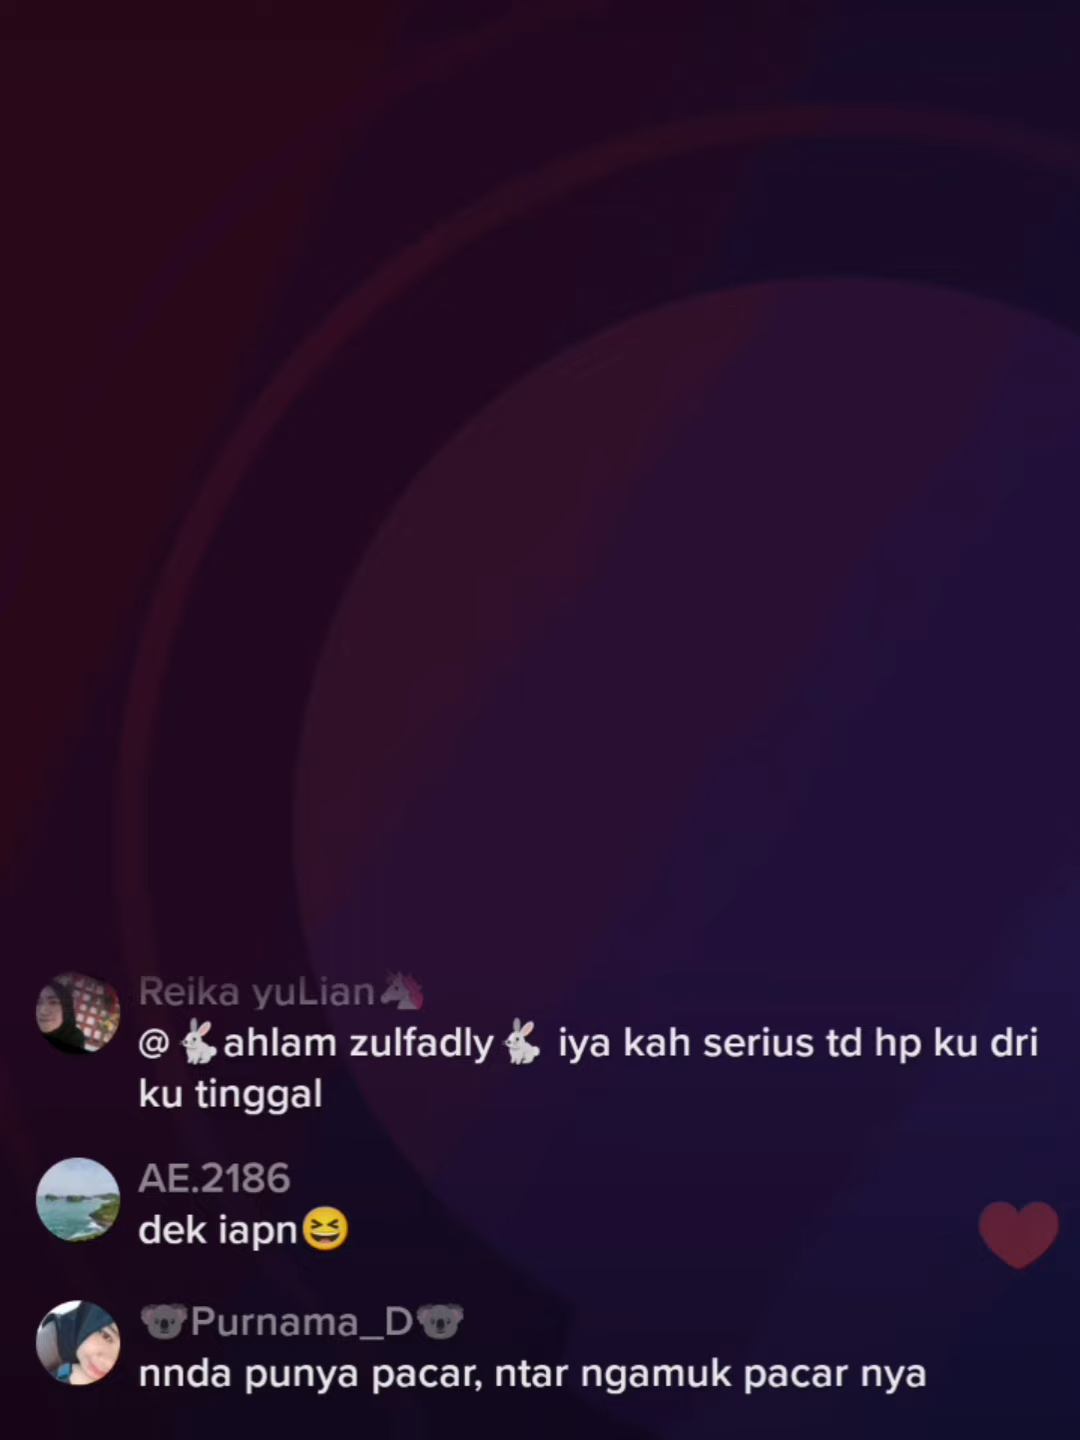 Reika yuLian🦄
@🐇ahlam zulfadly🐇 iya kah serius td hp ku dri
ku tinggal
AE.2186
dek iapn😆
🐨Purnama_D🐨
nnda punya pacar, ntar ngamuk pacar nya